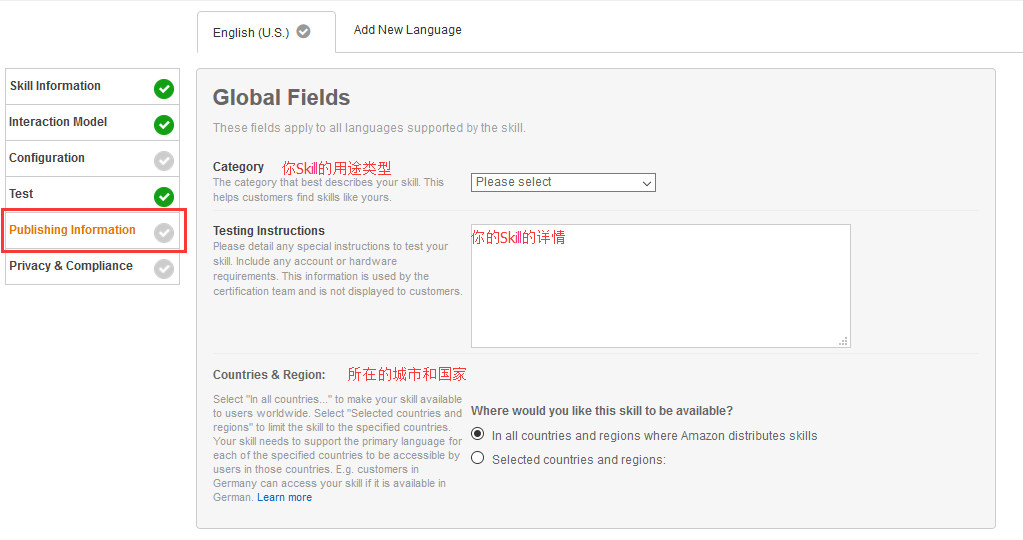 English (U.S.)
Add New Language
Skill Information
Interaction Model
Configuration
Test
Publishing Information
Privacy & Compliance
Global Fields
These fields apply to all languages supported by the skill.
Category 你Skill的用途类型
The category that best describes your skill. This
helps customers find skills like yours.
Please select
Testing Instructions
Please detail any special instructions to test your
skill. Include any account or hardware
requirements. This information is used by the
certification team and is not displayed to customers.
你的Skill的详情
Countries & Region: 所在的城市和国家
Select "In all countries..." to make your skill available
to users worldwide. Select "Selected countries and
regions" to limit the skill to the specified countries.
Your skill needs to support the primary language for
each of the specified countries to be accessible by
users in those countries. E.g. customers in
Germany can access your skill if it is available in
German. Learn more
Where would you like this skill to be available?
In all countries and regions where Amazon distributes skills
Selected countries and regions: